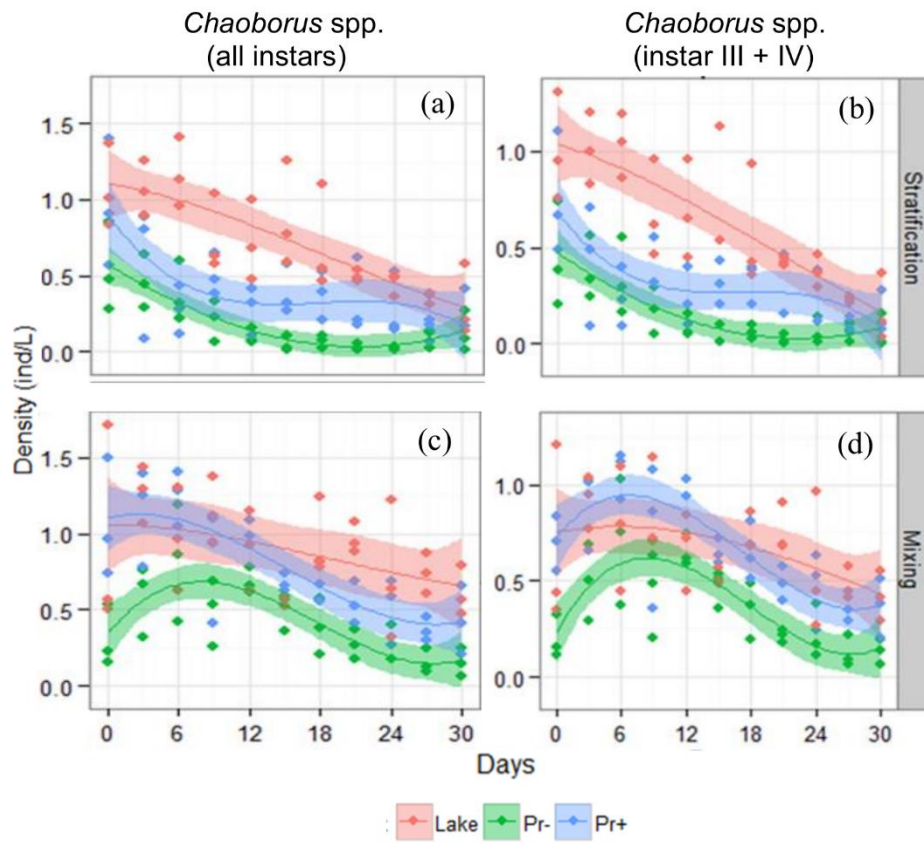 Chaoborus spp.
(all instars)
Chaoborus spp.
(instar III + IV)
(a)
(b)
1.5
1.0
0.5
0.0
1.0
0.5
0.0
Stratification
Density (ind/L)
(c)
(d)
1.5
1.0
0.5
0.0
1.0
0.5
0.0
Mixing
0 6 12 18 24 30
0 6 12 18 24 30
Days
: Lake Pr- Pr+